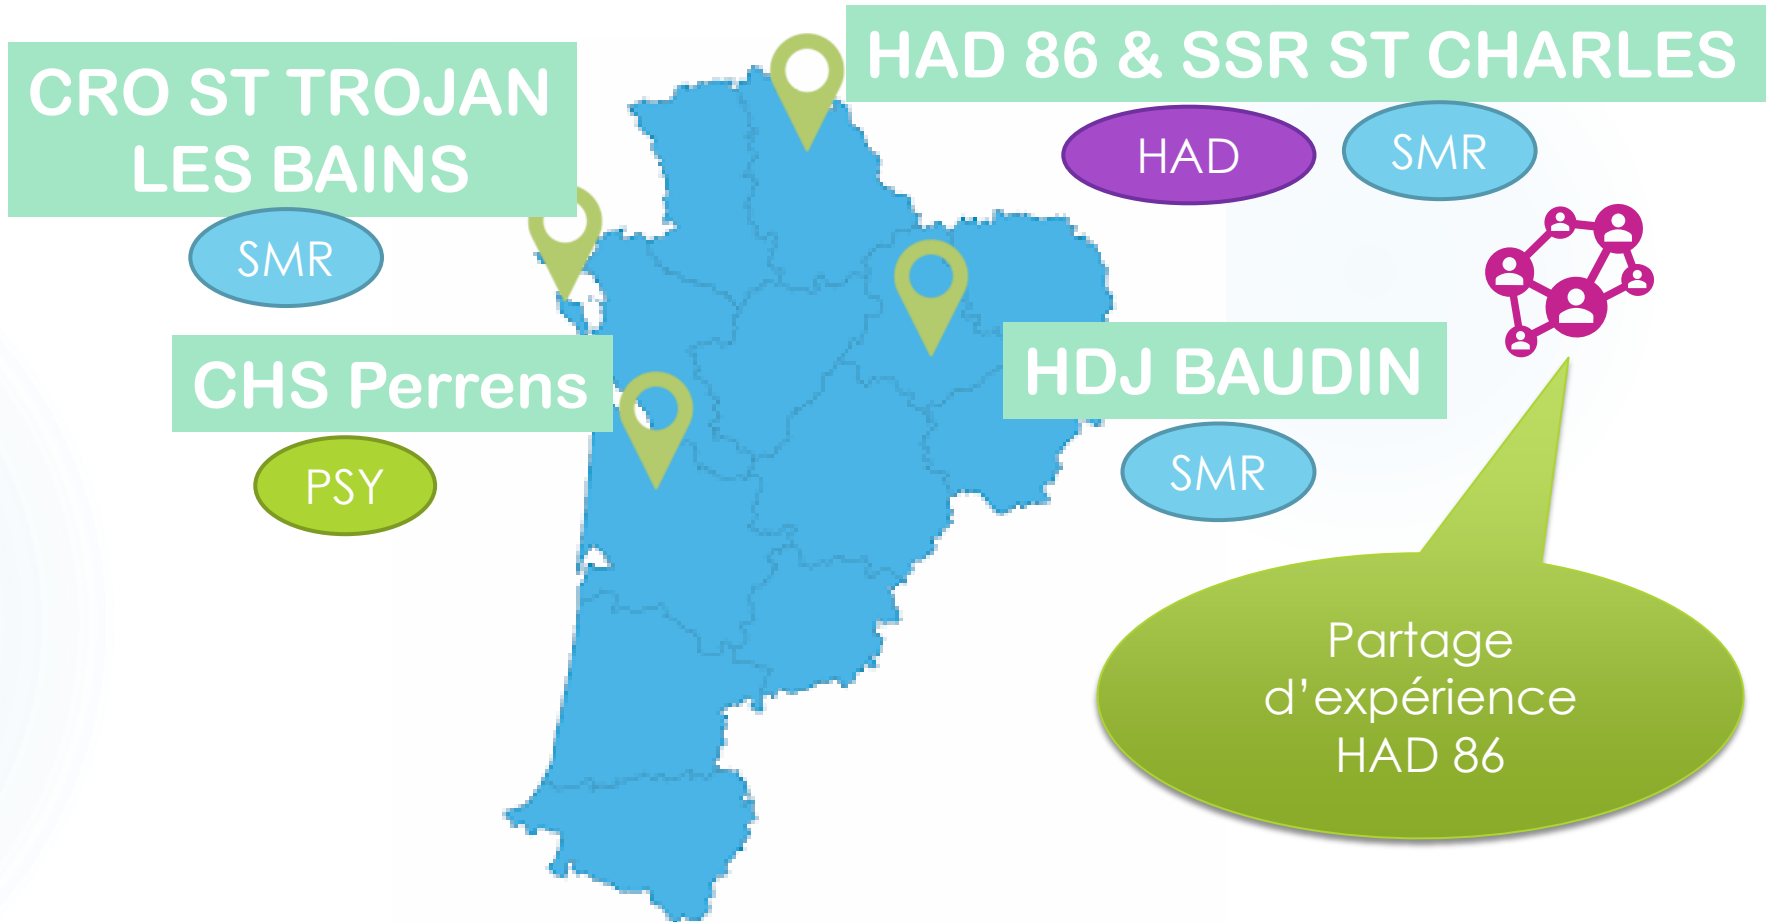 CRO ST TROJAN
LES BAINS
SMR
HAD 86 & SSR ST CHARLES
HAD
SMR
CHS Perrens
PSY
HDJ BAUDIN
SMR
Partage
d’expérience
HAD 86